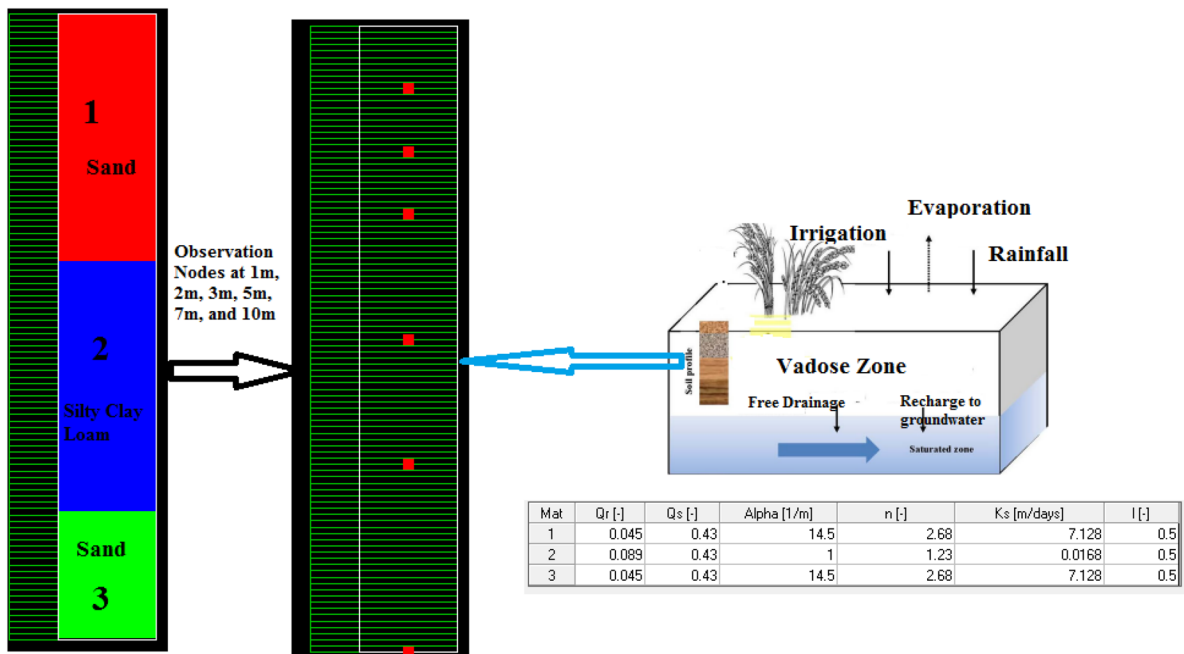 1
Sand
2
Silty Clay
Loam
Sand
3
Observation
Nodes at 1m,
2m, 3m, 5m,
7m, and 10m
Evaporation
Irrigation
Rainfall
Soil profile
Vadose Zone
Free Drainage
Recharge to
groundwater
Saturated zone
Mat Qr [-] Qs [-] Alpha [1/m] n [-] Ks [m/days] l [-]
1 0.045 0.43 14.5 2.68 7.128 0.5
2 0.089 0.43 1 1.23 0.0168 0.5
3 0.045 0.43 14.5 2.68 7.128 0.5